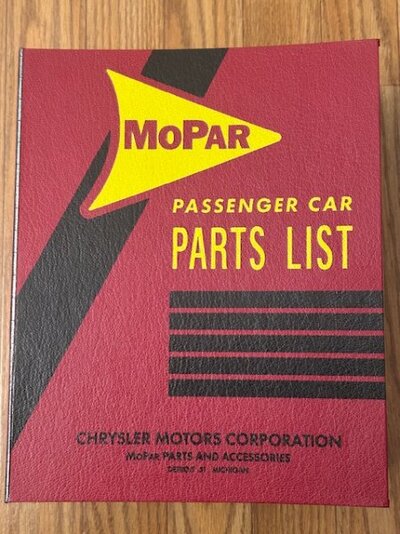 MoPar
PASSENGER CAR
PARTS LIST
CHRYSLER MOTORS CORPORATION
MoPar PARTS AND ACCESSORIES
DETROIT 31 MICHIGAN